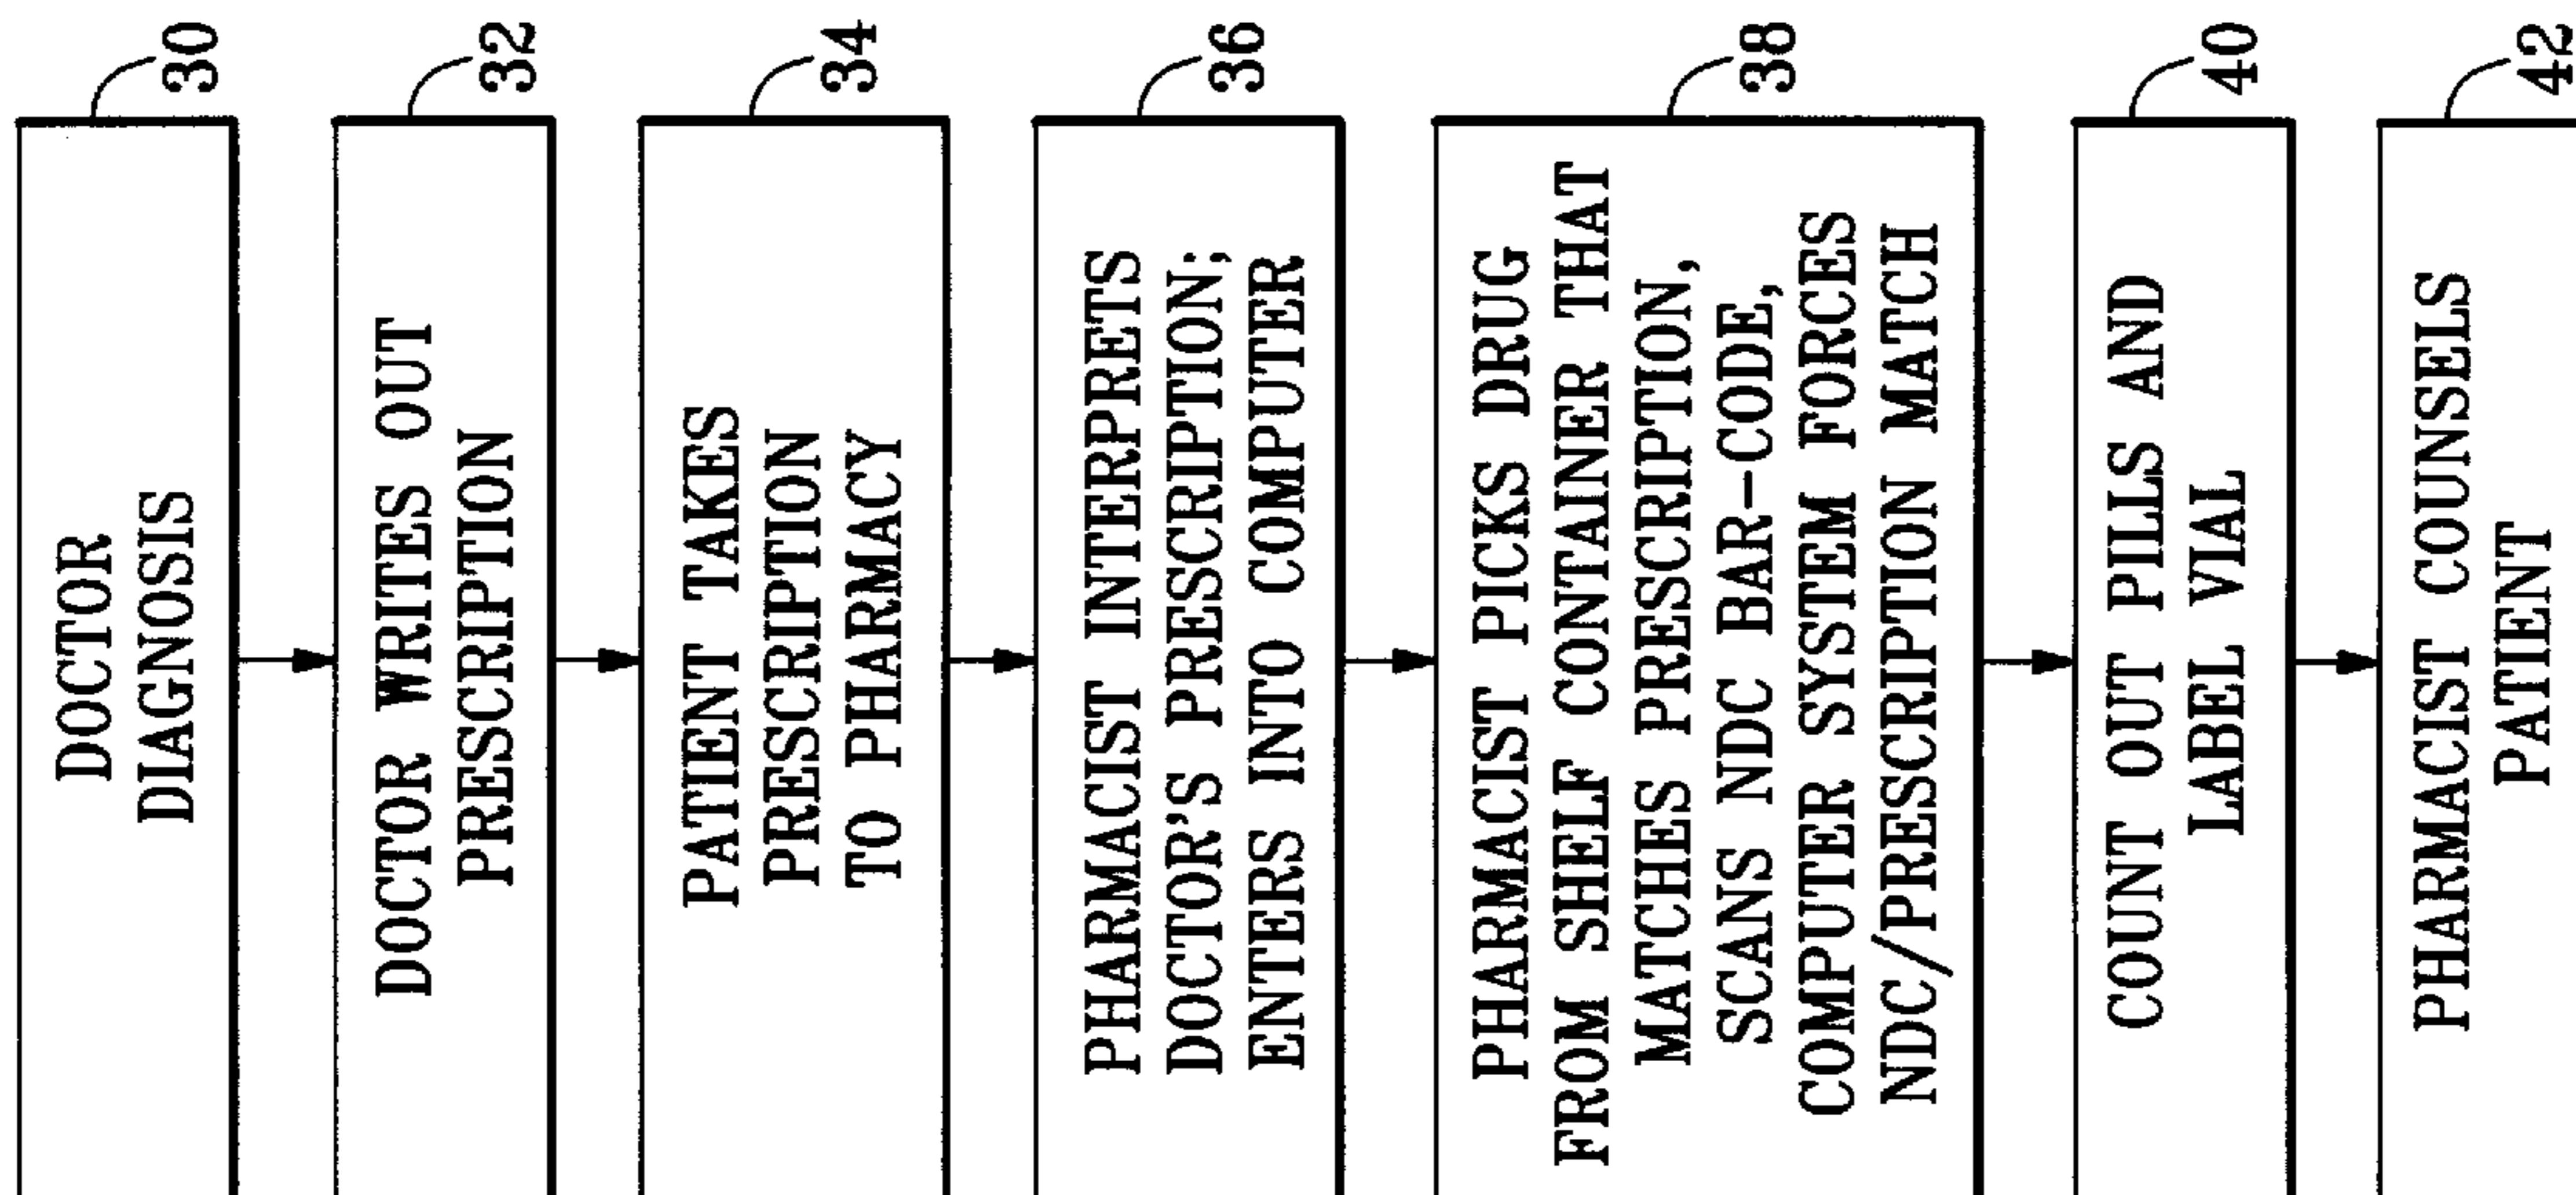 DOCTOR
DIAGNOSIS
30
DOCTOR WRITES OUT
PRESCRIPTION
32
PATIENT TAKES
PRESCRIPTION
TO PHARMACY
34
PHARMACIST INTERPRETS
DOCTOR'S PRESCRIPTION;
ENTERS INTO COMPUTER
36
PHARMACIST PICKS DRUG
FROM SHELF CONTAINER THAT
MATCHES PRESCRIPTION,
SCANS NDC BAR-CODE,
COMPUTER SYSTEM FORCES
NDC/PRESCRIPTION MATCH
38
COUNT OUT PILLS AND
LABEL VIAL
40
PHARMACIST COUNSELS
PATIENT
42